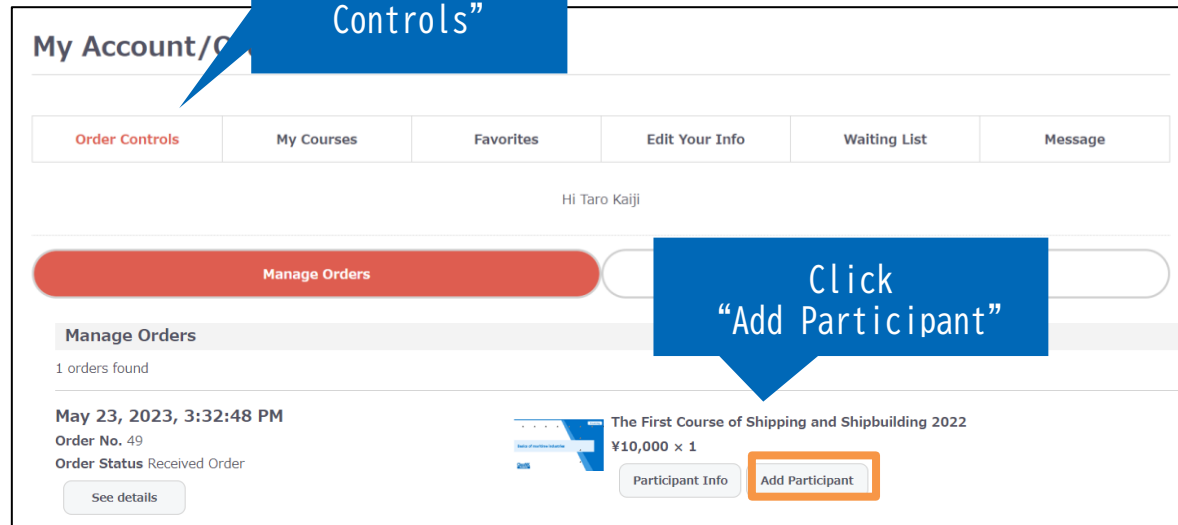 Controls”
My Account/O
Order Controls
My Courses
Favorites
Edit Your Info
Waiting List
Message
Hi Taro Kaiji
Manage Orders
Click
“Add Participant”
Manage Orders
1 orders found
May 23, 2023, 3:32:48 PM
Order No. 49
Order Status Received Order
See details
The First Course of Shipping and Shipbuilding 2022
¥10,000 × 1
Participant Info
Add Participant